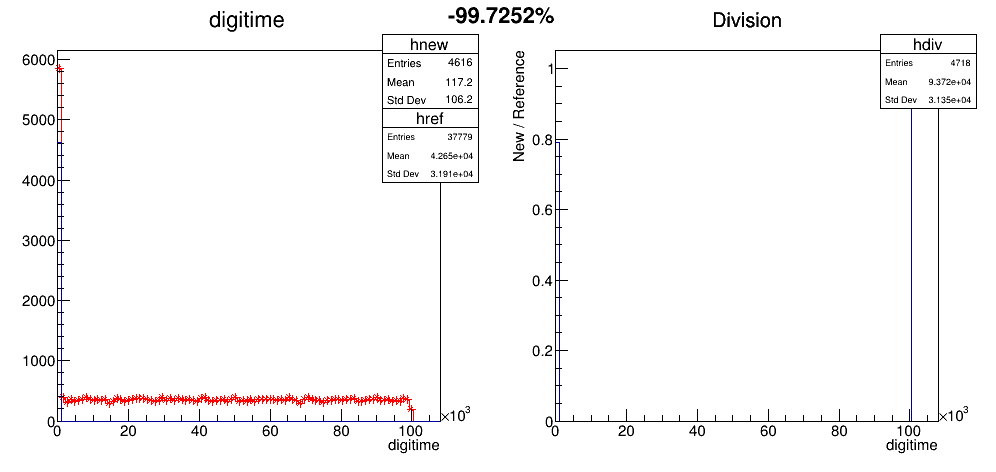 -99.7252%
digitime
hnew
Entries 4616
Mean 117.2
Std Dev 106.2
href
Entries 37779
Mean 4.265e+04
Std Dev 3.191e+04
6000
5000
4000
3000
2000
1000
0
0 20 40 60 80 100 ×10³
digitime
Division
hdiv
Entries 4718
Mean 9.372e+04
Std Dev 3.135e+04
New / Reference
1
0.8
0.6
0.4
0.2
0
0 20 40 60 80 100 ×10³
digitime